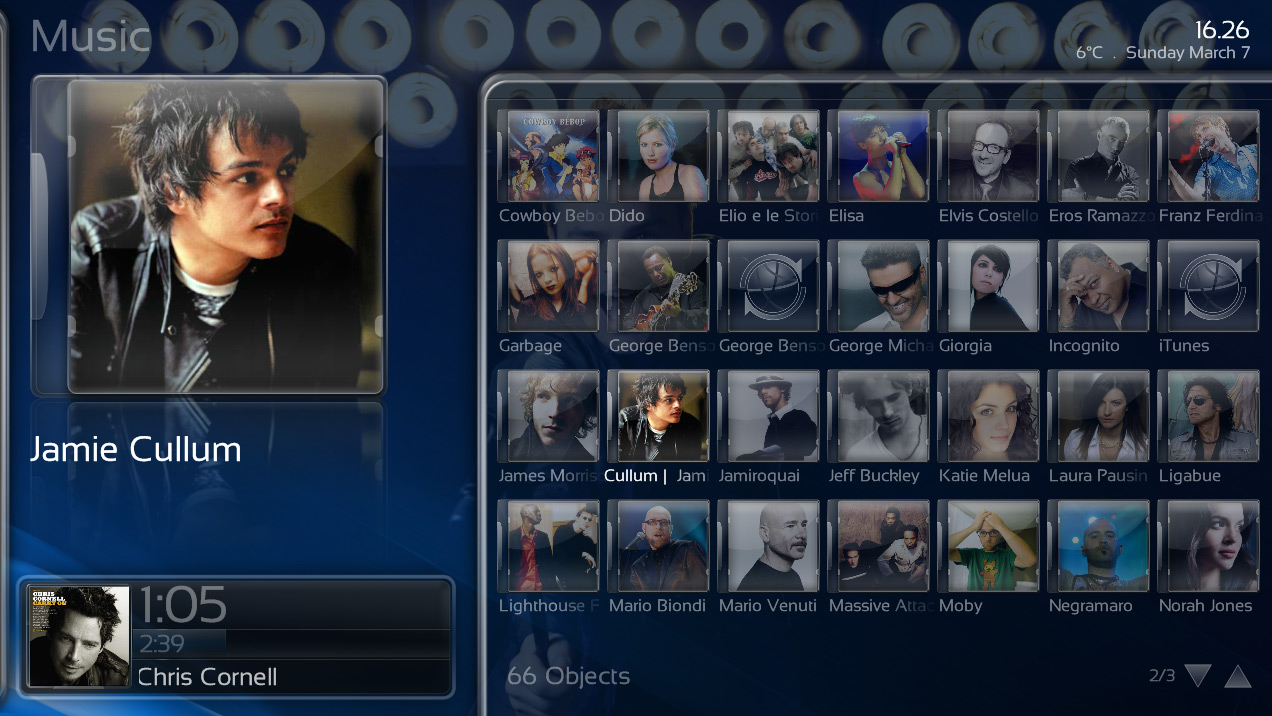 Music
16.26
6°C . Sunday March 7
COWBOY BEBOP
Cowboy Bebo
Dido
Elio e le Stori
Elisa
Elvis Costello
Eros Ramazzo
Franz Ferdina
Garbage
George Benso
George Benso
George Micha
Giorgia
Incognito
iTunes
James Morris
Cullum | Jami
Jamiroquai
Jeff Buckley
Katie Melua
Laura Pausin
Ligabue
Lighthouse F
Mario Biondi
Mario Venuti
Massive Attac
Moby
Negramaro
Norah Jones
Jamie Cullum
CHRIS
CORNELL
CARRY ON
1:05
2:39
Chris Cornell
66 Objects
2/3